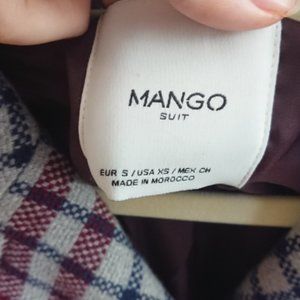 MANGO
SUIT
EUR S / USA XS / MEX CH
MADE IN MOROCCO